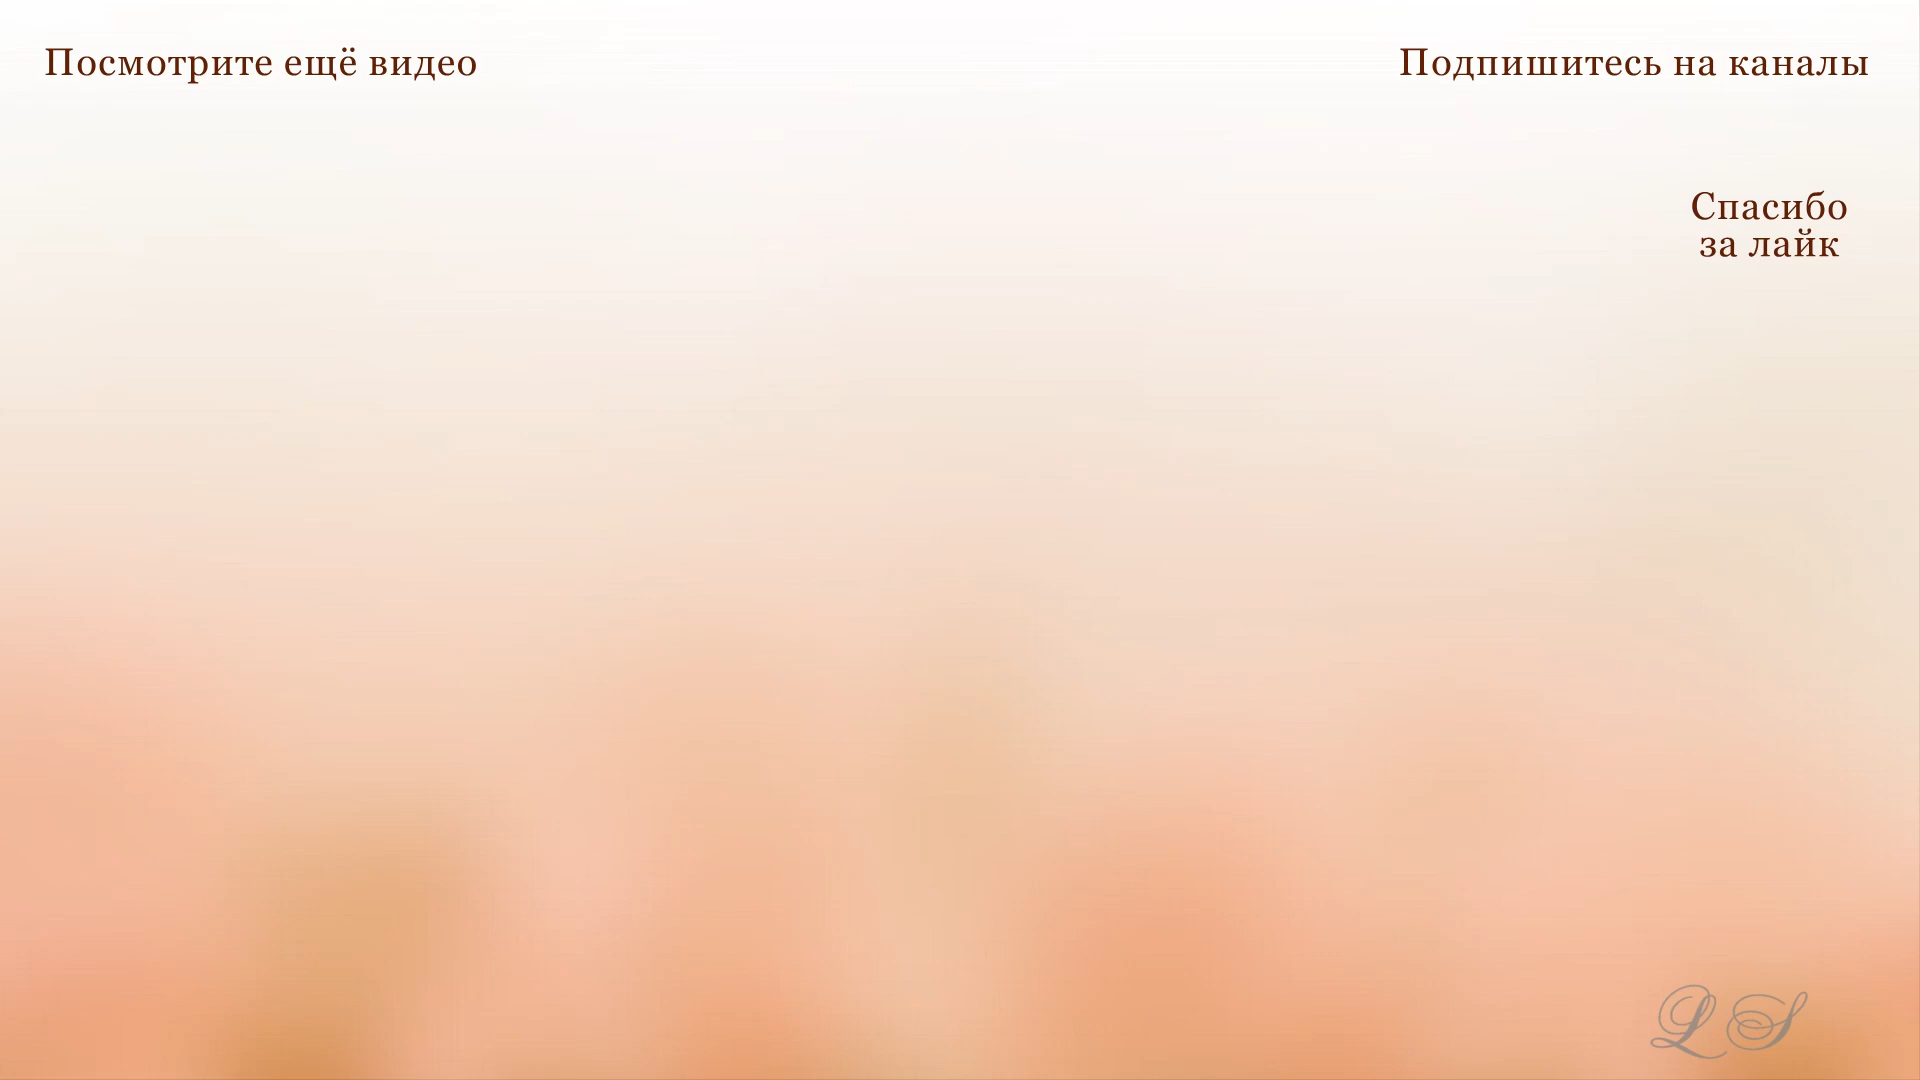 Посмотрите ещё видео
Подпишитесь на каналы
Спасибо
за лайк
LS